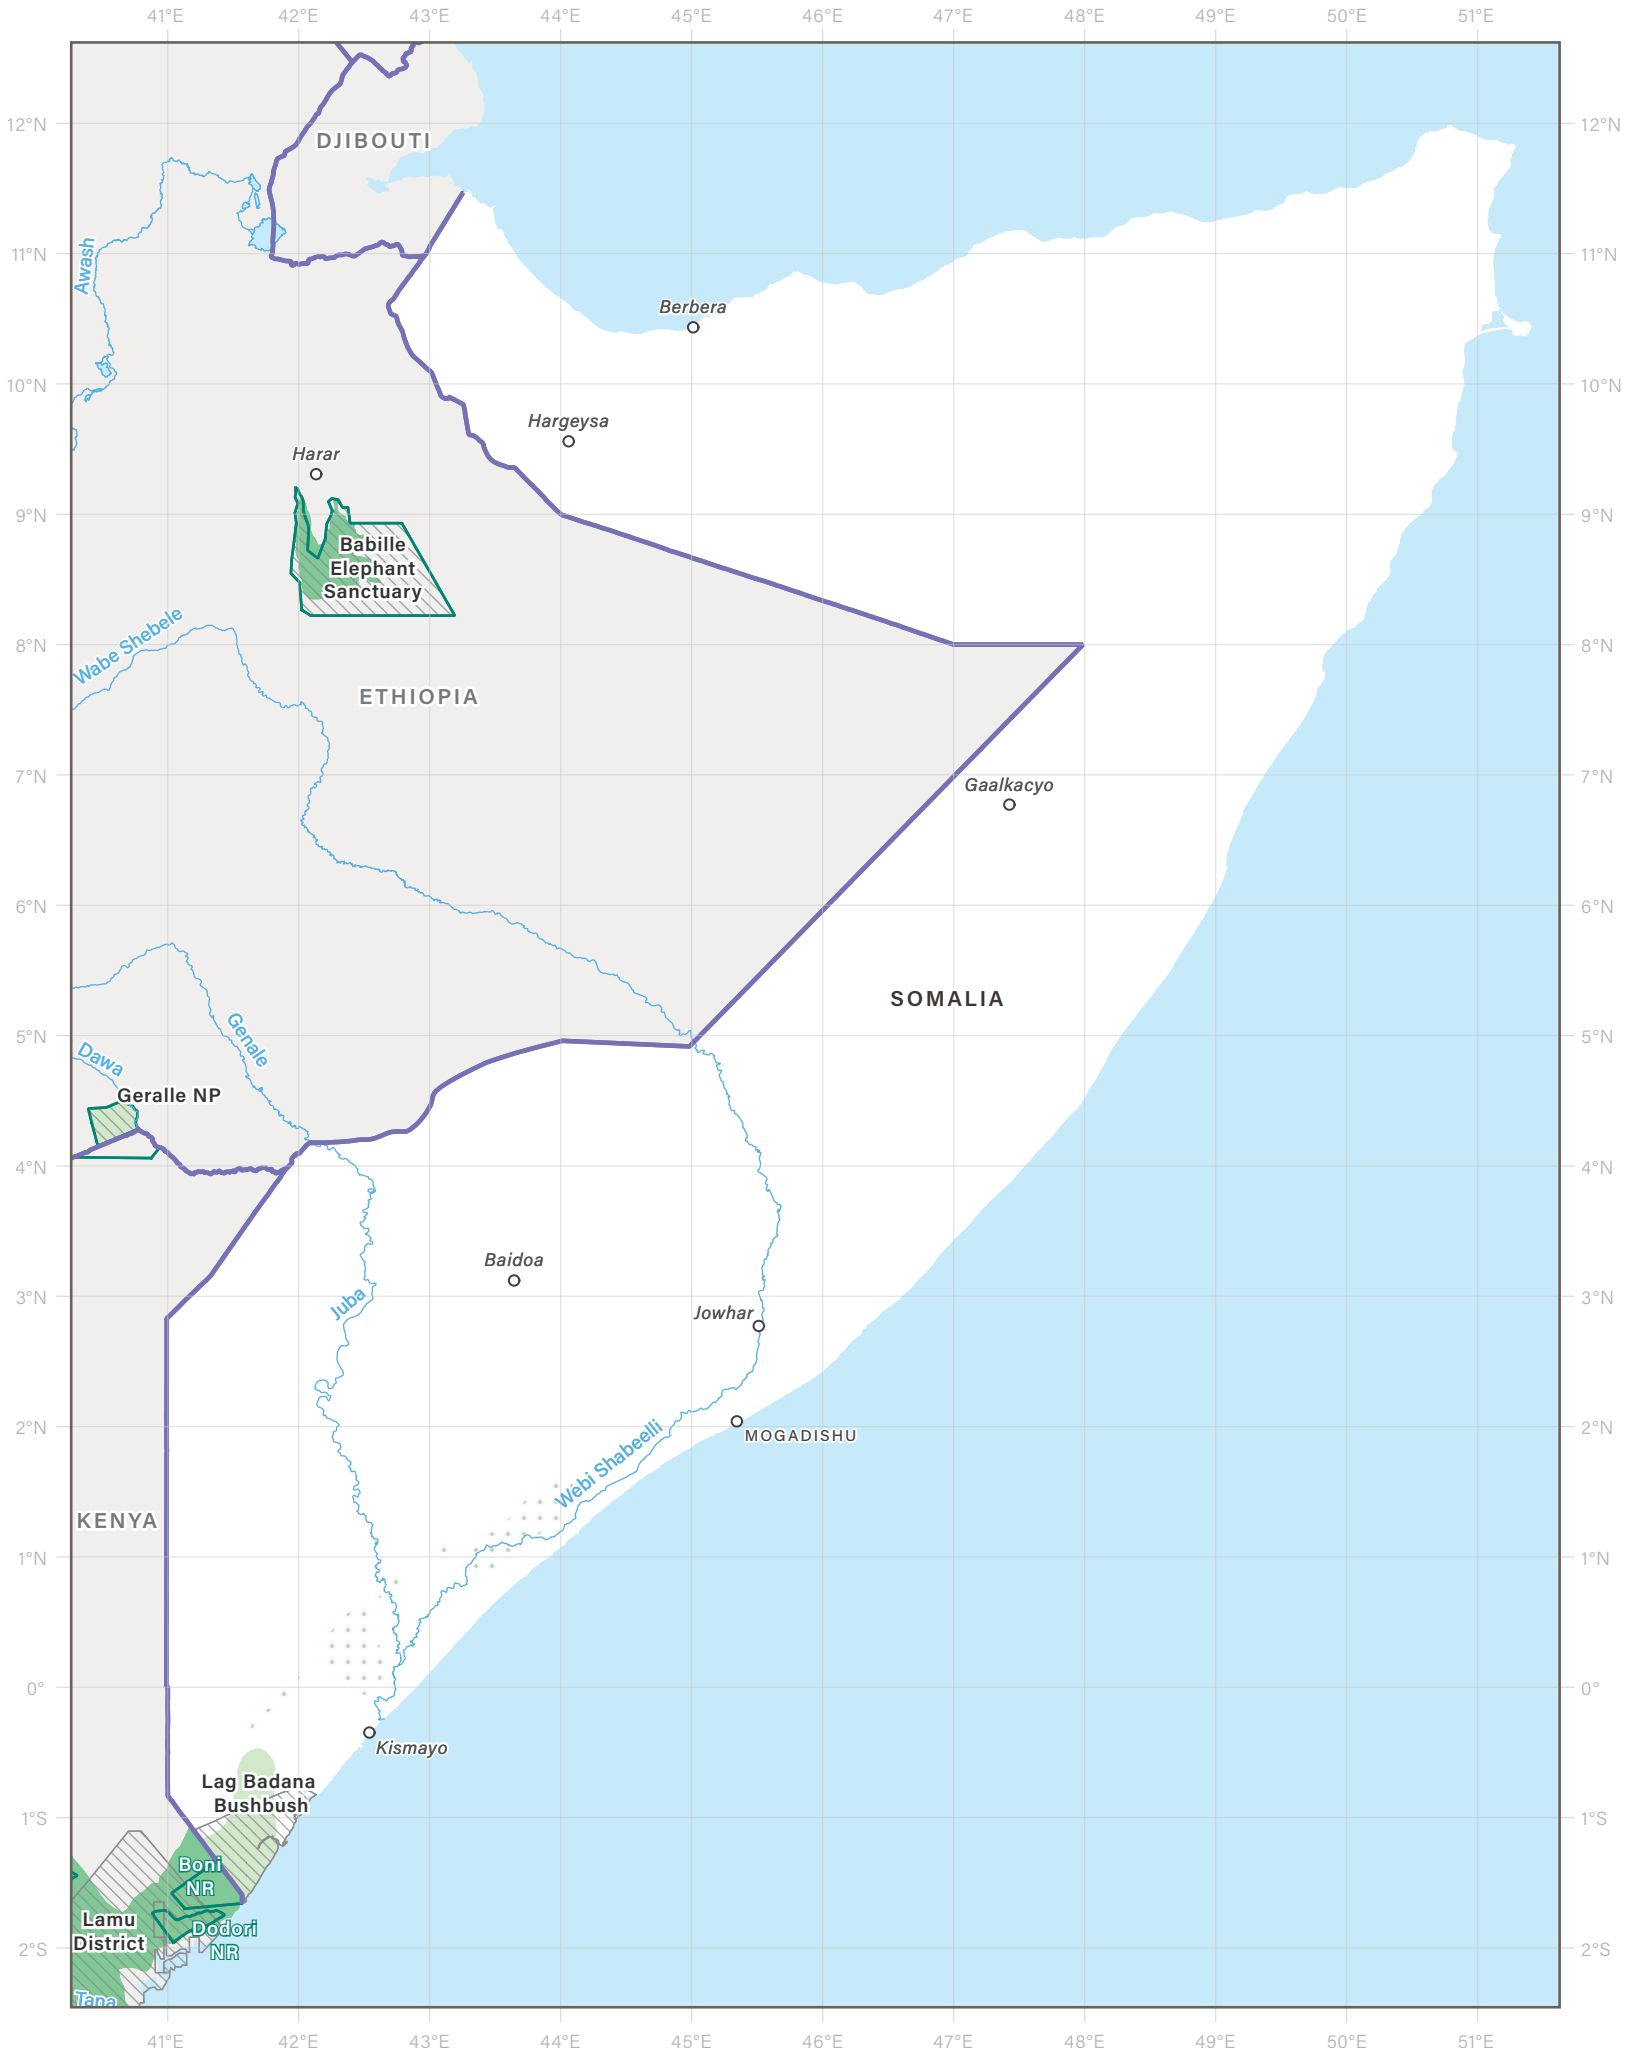 41°E 42°E 43°E 44°E 45°E 46°E 47°E 48°E 49°E 50°E 51°E
12°N 12°N
DJIBOUTI
Awash
11°N 11°N
Berbera
10°N 10°N
Hargeysa
Harar
9°N 9°N
Babille
Elephant
Sanctuary
Wabe Shebele
8°N 8°N
ETHIOPIA
7°N 7°N
Gaalkacyo
6°N 6°N
SOMALIA
Genale
5°N 5°N
Dawa
Geralle NP
4°N 4°N
Baidoa
Juba
3°N 3°N
Jowhar
2°N 2°N
MOGADISHU
Webi Shabeelli
KENYA
1°N 1°N
0° 0°
Kismayo
Lag Badana
Bushbush
1°S 1°S
Boni
NR
Lamu
District
Dodori
NR
2°S 2°S
Tana
41°E 42°E 43°E 44°E 45°E 46°E 47°E 48°E 49°E 50°E 51°E